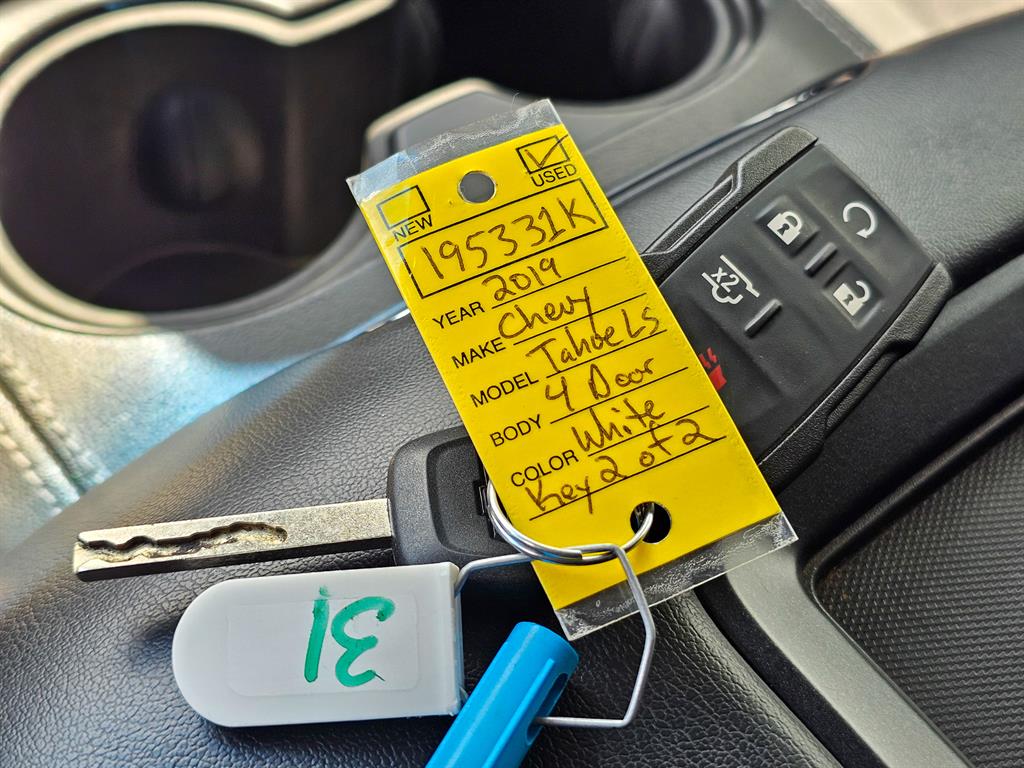 NEW
USED
195331K
YEAR 2019
MAKE Chevy
MODEL Tahoe LS
BODY 4 Door
COLOR White
Key 2 of 2
x2
31